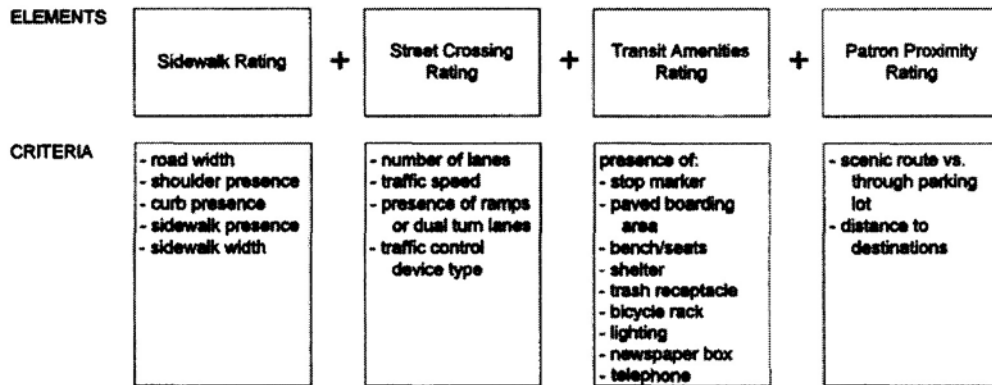 ELEMENTS
Sidewalk Rating
+
Street Crossing
Rating
+
Transit Amenities
Rating
+
Patron Proximity
Rating
CRITERIA
- road width
- shoulder presence
- curb presence
- sidewalk presence
- sidewalk width
- number of lanes
- traffic speed
- presence of ramps
or dual turn lanes
- traffic control
device type
presence of:
- stop marker
- paved boarding
area
- bench/seats
- shelter
- trash receptacle
- bicycle rack
- lighting
- newspaper box
- telephone
- scenic route vs.
through parking
lot
- distance to
destinations